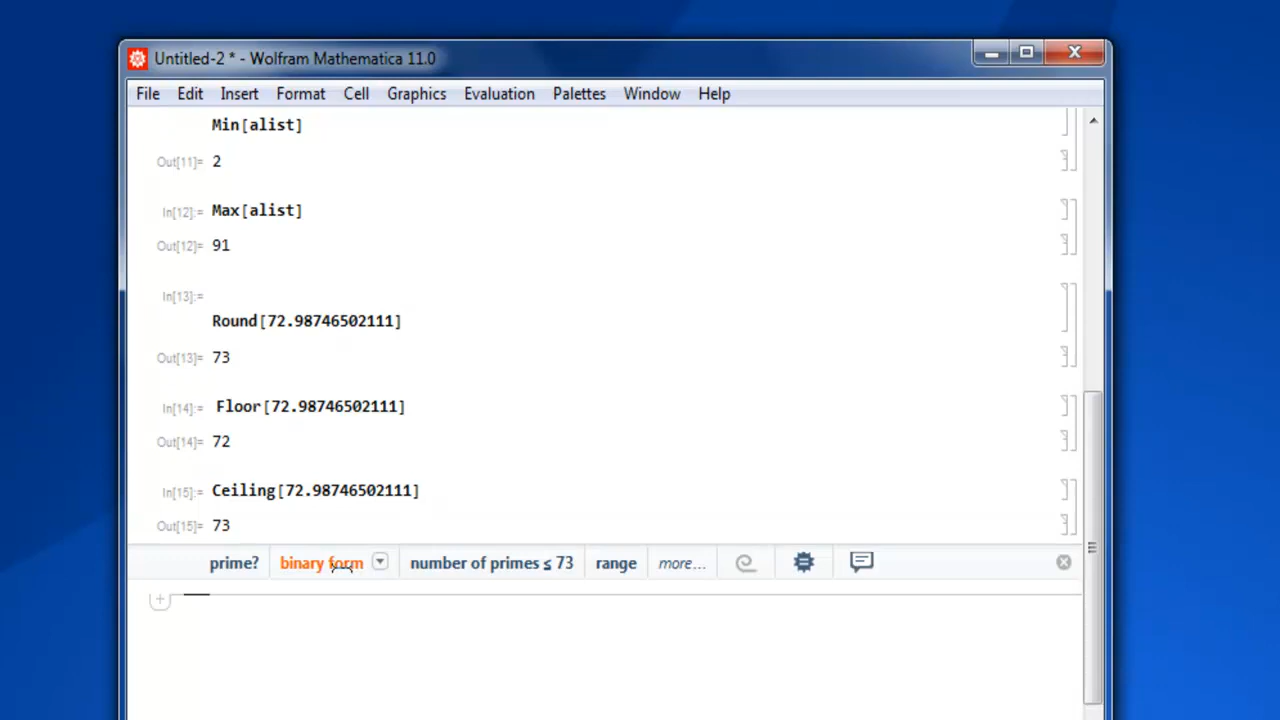 Untitled-2 * - Wolfram Mathematica 11.0
File Edit Insert Format Cell Graphics Evaluation Palettes Window Help
Min[alist]
Out[11]= 2
In[12]:= Max[alist]
Out[12]= 91
In[13]:=
Round[72.98746502111]
Out[13]= 73
In[14]:= Floor[72.98746502111]
Out[14]= 72
In[15]:= Ceiling[72.98746502111]
Out[15]= 73
prime? binary form number of primes ≤ 73 range more...